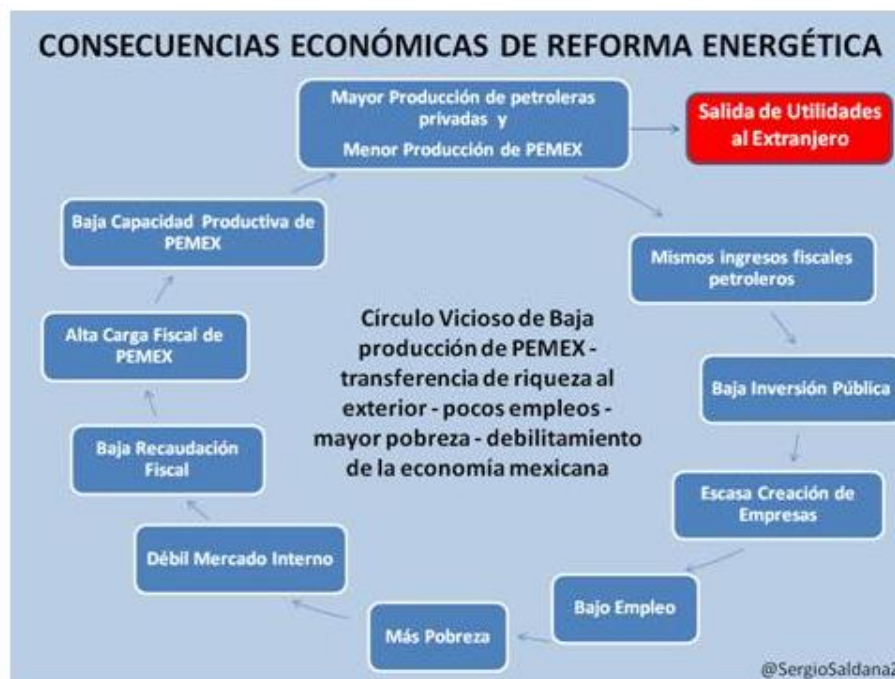 CONSECUENCIAS ECONÓMICAS DE REFORMA ENERGÉTICA
Mayor Producción de petroleras
privadas y
Menor Producción de PEMEX
Salida de Utilidades
al Extranjero
Mismos ingresos fiscales
petroleros
Baja Inversión Pública
Escasa Creación de
Empresas
Bajo Empleo
Más Pobreza
Débil Mercado Interno
Baja Recaudación
Fiscal
Alta Carga Fiscal de
PEMEX
Baja Capacidad Productiva de
PEMEX
Círculo Vicioso de Baja
producción de PEMEX -
transferencia de riqueza al
exterior - pocos empleos -
mayor pobreza - debilitamiento
de la economía mexicana
@SergioSaldana2